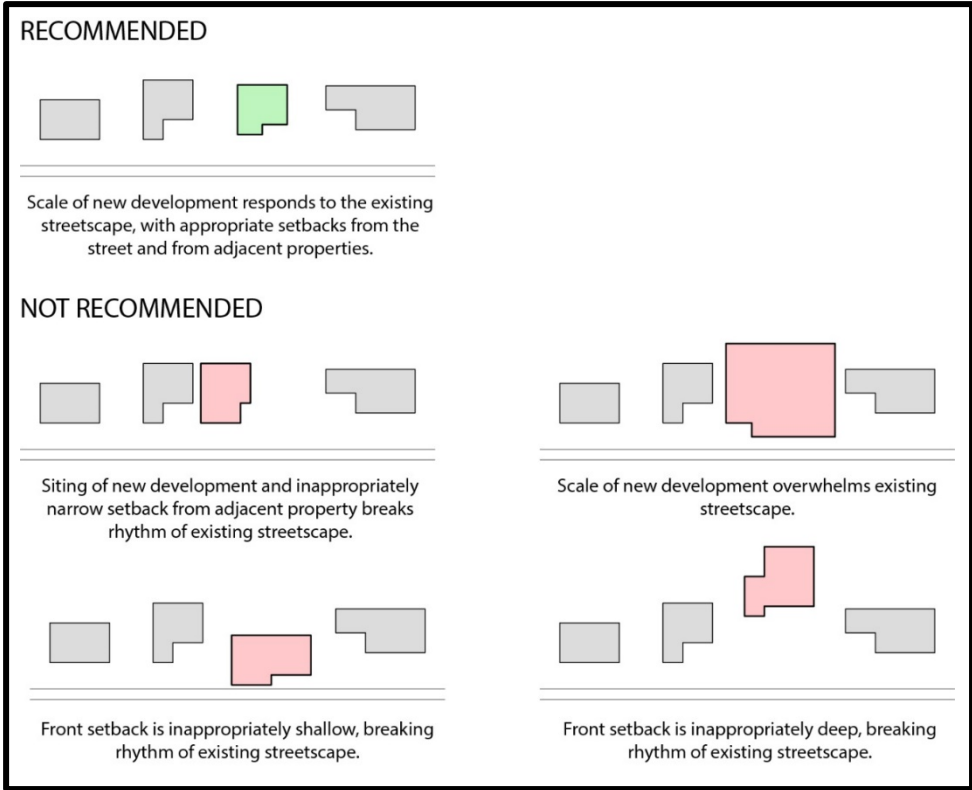 RECOMMENDED
Scale of new development responds to the existing
streetscape, with appropriate setbacks from the
street and from adjacent properties.
NOT RECOMMENDED
Siting of new development and inappropriately
narrow setback from adjacent property breaks
rhythm of existing streetscape.
Scale of new development overwhelms existing
streetscape.
Front setback is inappropriately shallow, breaking
rhythm of existing streetscape.
Front setback is inappropriately deep, breaking
rhythm of existing streetscape.